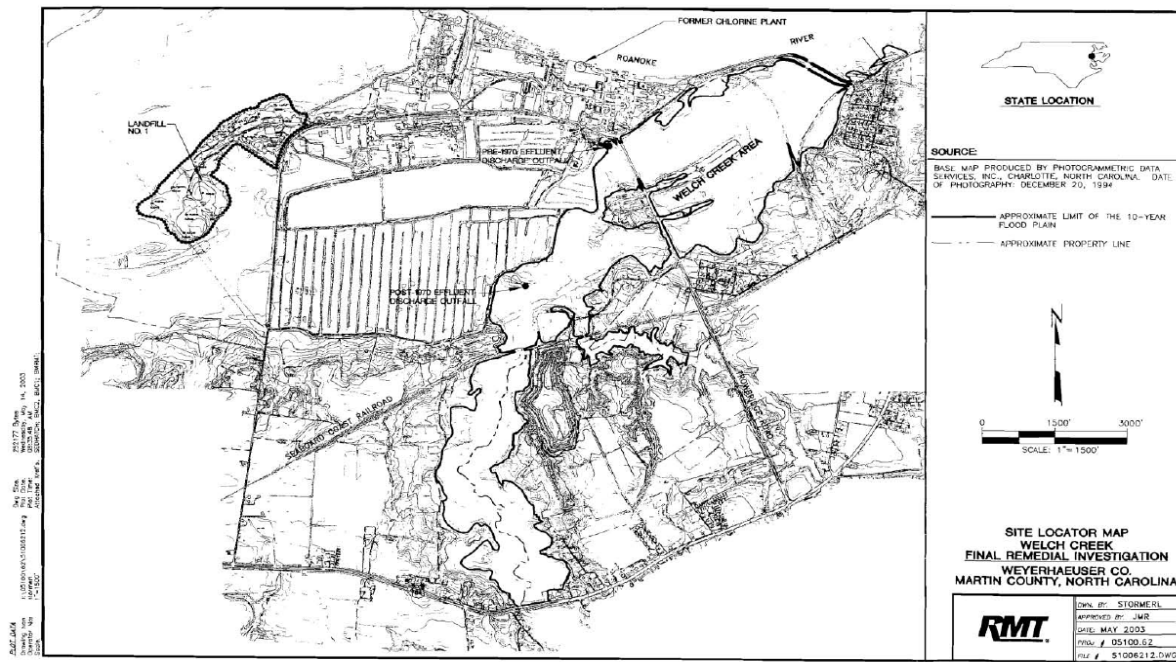 FORMER CHLORINE PLANT
ROANOKE
RIVER
LANDFILL
NO. 1
PRE-1970 EFFLUENT
DISCHARGE OUTFALL
WELCH CREEK AREA
POST-1970 EFFLUENT
DISCHARGE OUTFALL
SEABOARD COAST RAILROAD
STATE LOCATION
SOURCE:
BASE MAP PRODUCED BY PHOTOGRAMMETRIC DATA
SERVICES, INC., CHARLOTTE, NORTH CAROLINA. DATE
OF PHOTOGRAPHY: DECEMBER 20, 1994
APPROXIMATE LIMIT OF THE 10-YEAR
FLOOD PLAIN
APPROXIMATE PROPERTY LINE
N
0 1500' 3000'
SCALE: 1"= 1500'
SITE LOCATOR MAP
WELCH CREEK
FINAL REMEDIAL INVESTIGATION
WEYERHAEUSER CO.
MARTIN COUNTY, NORTH CAROLINA
RMT
DWN. BY: STORMERL
APPROVED BY: JMR
DATE: MAY 2003
PROJ. # 05100.62
FILE # 51006212.DWG
PLOT DATA